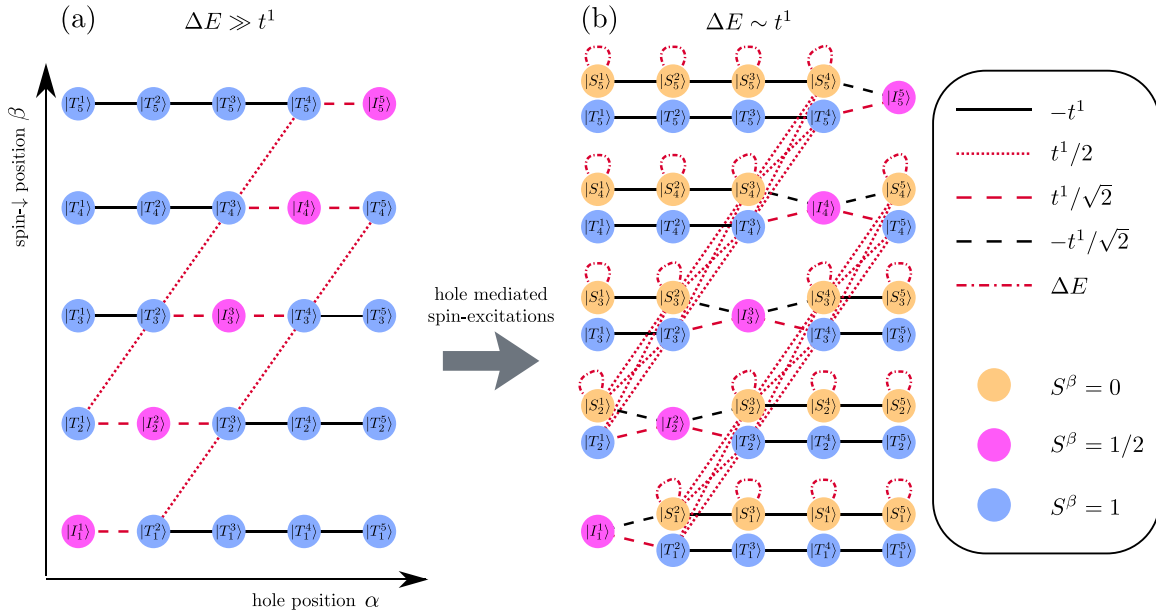 (a)
ΔE ≫ t¹
spin-↓ position β
|T₅¹⟩ |T₅²⟩ |T₅³⟩ |T₅⁴⟩ |I₅⁵⟩
|T₄¹⟩ |T₄²⟩ |T₄³⟩ |I₄⁴⟩ |T₄⁵⟩
|T₃¹⟩ |T₃²⟩ |I₃³⟩ |T₃⁴⟩ |T₃⁵⟩
|T₂¹⟩ |I₂²⟩ |T₂³⟩ |T₂⁴⟩ |T₂⁵⟩
|I₁¹⟩ |T₁²⟩ |T₁³⟩ |T₁⁴⟩ |T₁⁵⟩
hole position α
hole mediated
spin-excitations
(b)
ΔE ∼ t¹
|S₅¹⟩ |S₅²⟩ |S₅³⟩ |S₅⁴⟩
|I₅⁵⟩
|T₅¹⟩ |T₅²⟩ |T₅³⟩ |T₅⁴⟩
|S₄¹⟩ |S₄²⟩ |S₄³⟩ |S₄⁵⟩
|I₄⁴⟩
|T₄¹⟩ |T₄²⟩ |T₄³⟩ |T₄⁵⟩
|S₃¹⟩ |S₃²⟩ |S₃⁴⟩ |S₃⁵⟩
|I₃³⟩
|T₃¹⟩ |T₃²⟩ |T₃⁴⟩ |T₃⁵⟩
|S₂¹⟩ |S₂³⟩ |S₂⁴⟩ |S₂⁵⟩
|I₂²⟩
|T₂¹⟩ |T₂³⟩ |T₂⁴⟩ |T₂⁵⟩
|S₁²⟩ |S₁³⟩ |S₁⁴⟩ |S₁⁵⟩
|I₁¹⟩
|T₁²⟩ |T₁³⟩ |T₁⁴⟩ |T₁⁵⟩
−t¹
t¹/2
t¹/√2
−t¹/√2
ΔE
Sᵝ = 0
Sᵝ = 1/2
Sᵝ = 1